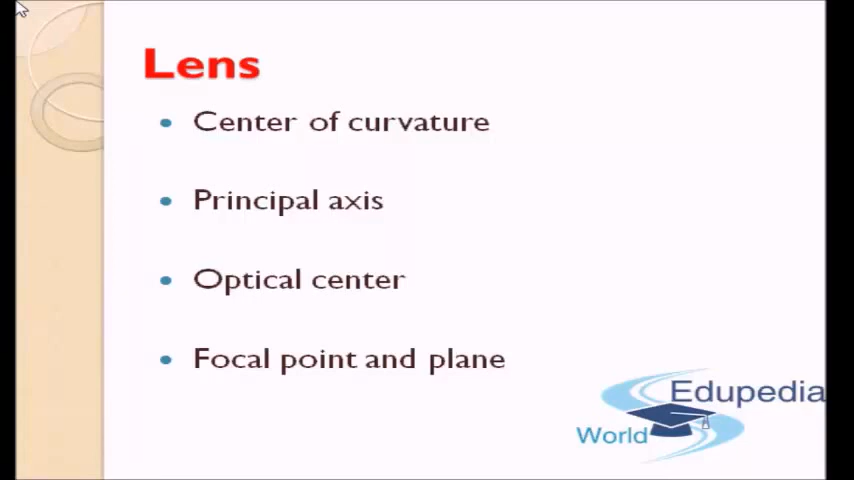 Lens
Center of curvature
Principal axis
Optical center
Focal point and plane
Edupedia
World